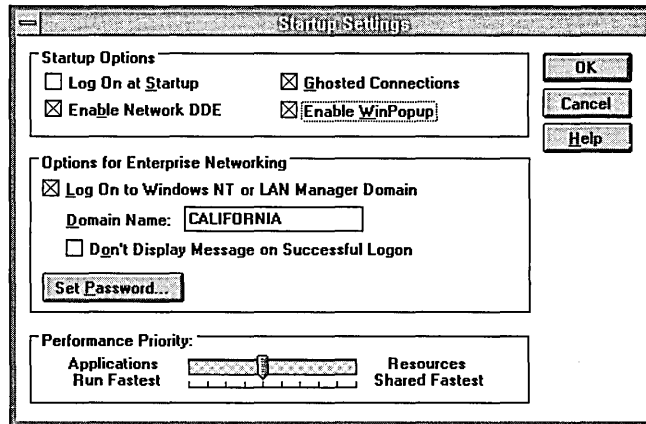 Startup Settings
Startup Options
Log On at Startup
Ghosted Connections
Enable Network DDE
Enable WinPopup
OK
Cancel
Help
Options for Enterprise Networking
Log On to Windows NT or LAN Manager Domain
Domain Name: CALIFORNIA
Don't Display Message on Successful Logon
Set Password...
Performance Priority:
Applications Run Fastest
Resources Shared Fastest